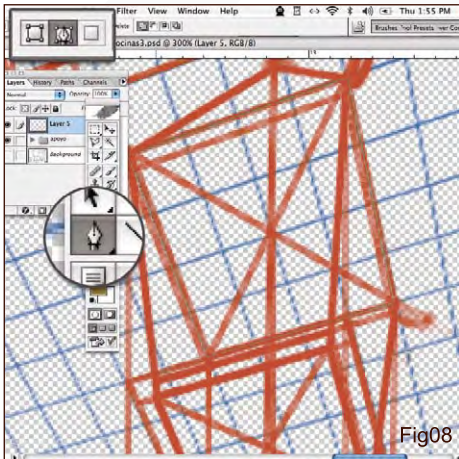 Filter View Window Help Thu 1:55 PM
Brushes
ocinas3.psd @ 300% (Layer 5, RGB/8)
Layers History Paths Channels
Normal Opacity: 100%
Layer 5
Background
Fig08